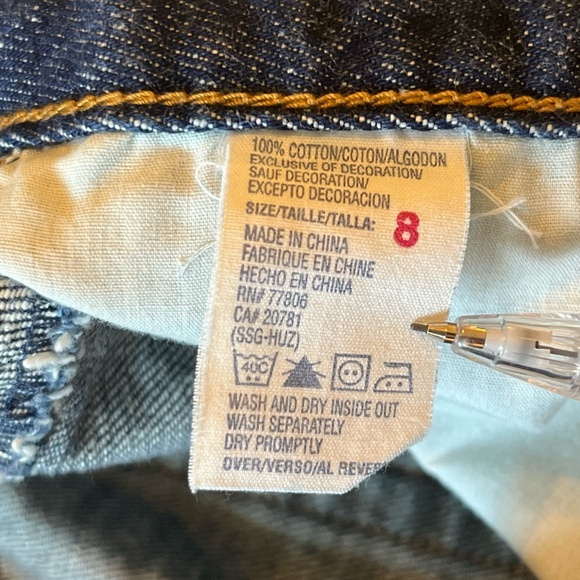 100% COTTON/COTON/ALGODON
EXCLUSIVE OF DECORATION/
SAUF DECORATION/
EXCEPTO DECORACION
SIZE/TAILLE/TALLA: 8
MADE IN CHINA
FABRIQUE EN CHINE
HECHO EN CHINA
RN# 77806
CA# 20781
(SSG-HUZ)
40C
WASH AND DRY INSIDE OUT
WASH SEPARATELY
DRY PROMPTLY
OVER/VERSO/AL REVER